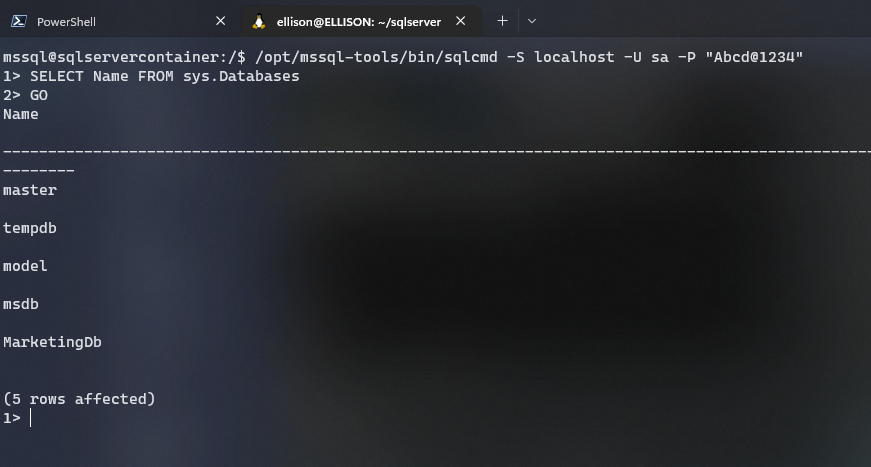 PowerShell
ellison@ELLISON: ~/sqlserver
mssql@sqlservercontainer:/$ /opt/mssql-tools/bin/sqlcmd -S localhost -U sa -P "Abcd@1234"
1> SELECT Name FROM sys.Databases
2> GO
Name
--------------------------------------------------------------------------------------------------------------------------------
master
tempdb
model
msdb
MarketingDb
(5 rows affected)
1>